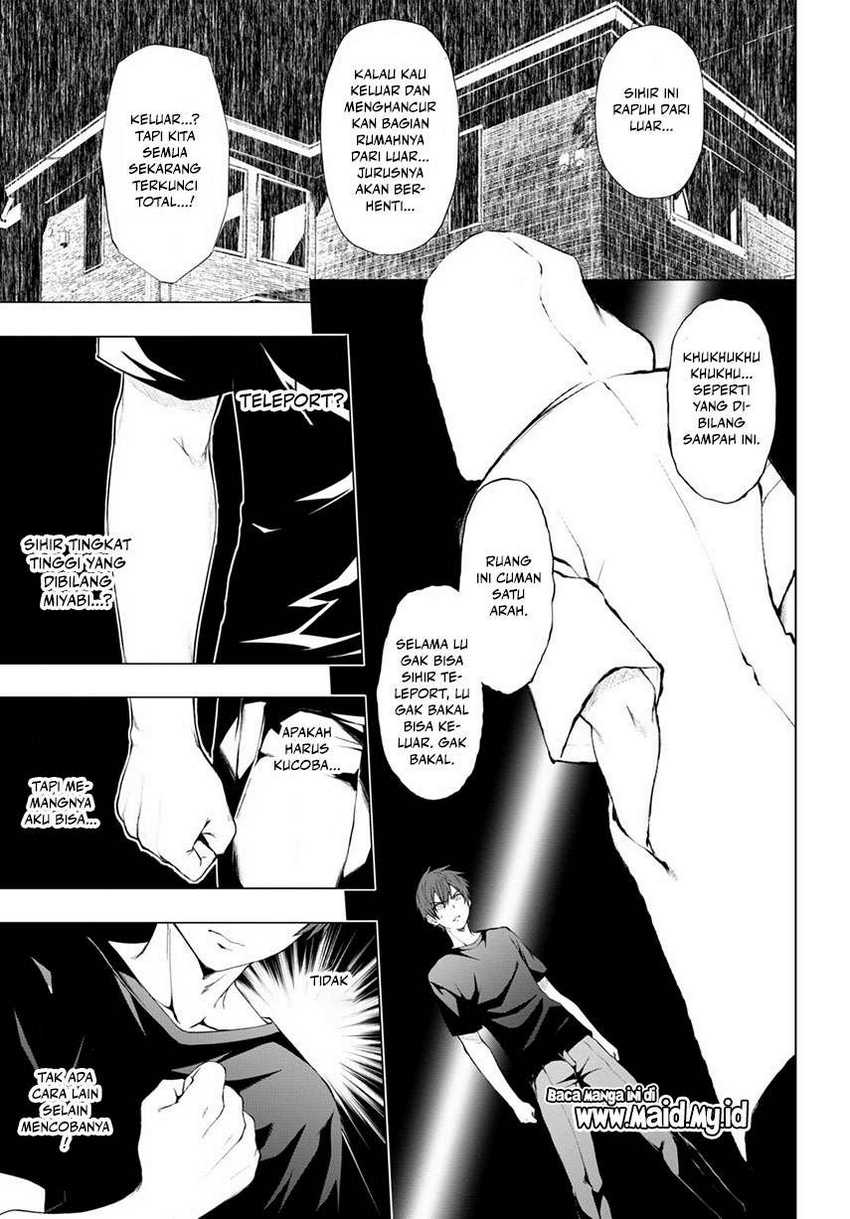 SIHIR INI
RAPUH DARI
LUAR...
KALAU KAU
KELUAR DAN
MENGHANCUR
KAN BAGIAN
RUMAHNYA
DARI LUAR...
JURUSNYA
AKAN BER-
HENTI...
KELUAR...?
TAPI KITA
SEMUA
SEKARANG
TERKUNCI
TOTAL...!
KHUKHUKHU
KHUKHU...
SEPERTI
YANG DI-
BILANG
SAMPAH INI.
RUANG
INI CUMAN
SATU
ARAH.
SELAMA LU
GAK BISA
SIHIR TE-
LEPORT, LU
GAK BAKAL
BISA KE-
LUAR. GAK
BAKAL.
TELEPORT?
SIHIR TINGKAT
TINGGI YANG
DIBILANG
MIYABI...?
APAKAH
HARUS
KUCOBA...
TAPI ME-
MANGNYA
AKU BISA...
TIDAK
TAK ADA
CARA LAIN
SELAIN
MENCOBANYA
!
Baca Manga ini di
www.Maid.My.id